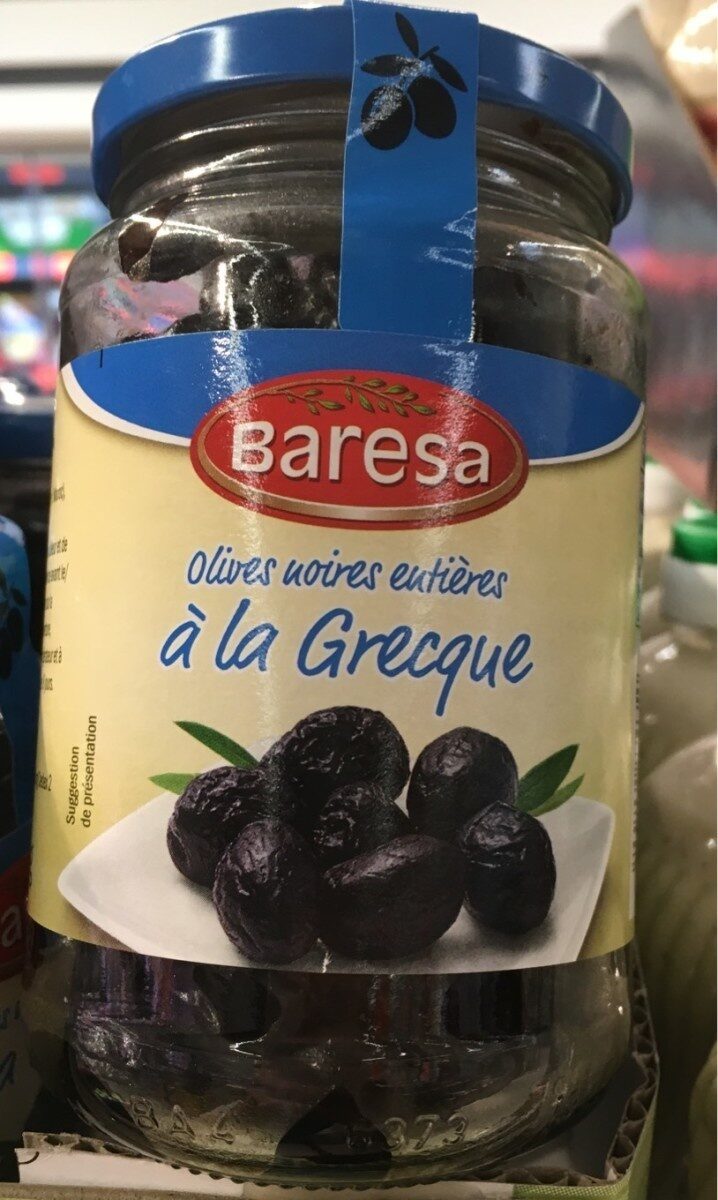 Baresa
Olives noires entières
à la Grecque
Suggestion
de présentation